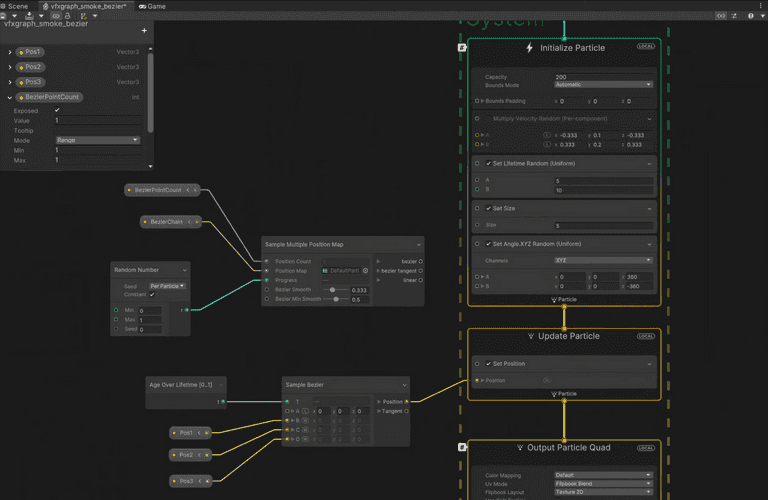 Scene
vfxgraph_smoke_bezier*
Game
vfxgraph_smoke_bezier
+
Pos1 Vector3
Pos2 Vector3
Pos3 Vector3
BezierPointCount int
Exposed
Value 1
Tooltip
Mode Range
Min 1
Max 1
BezierPointCount
BezierChain
Sample Multiple Position Map
Position Count
Position Map
Progress
Bezier Smooth 0.333
Bezier Min Smooth 0.5
bezier
bezier tangent
linear
Random Number
Seed Per Particle
Constant
Min 0
Max 1
Seed 0
r
Age Over Lifetime [0..1]
t
Sample Bezier
T
A L x 0 y 0 z 0
B
C
D
Position
Tangent
Pos1
Pos2
Pos3
System
Initialize Particle LOCAL
Capacity 200
Bounds Mode Automatic
Bounds Padding x 0 y 0 z 0
Multiply Velocity Random (Per-component)
A L x -0.333 y 0.1 z -0.333
B L x 0.333 y 0.2 z 0.333
Set Lifetime Random (Uniform)
A 5
B 10
Set Size
Size 5
Set Angle.XYZ Random (Uniform)
Channels XYZ
A x 0 y 0 z 360
B x 0 y 0 z -360
Particle
Update Particle LOCAL
Set Position
Position
Particle
Output Particle Quad LOCAL
Color Mapping Default
Uv Mode Flipbook Blend
Flipbook Layout Texture 2D